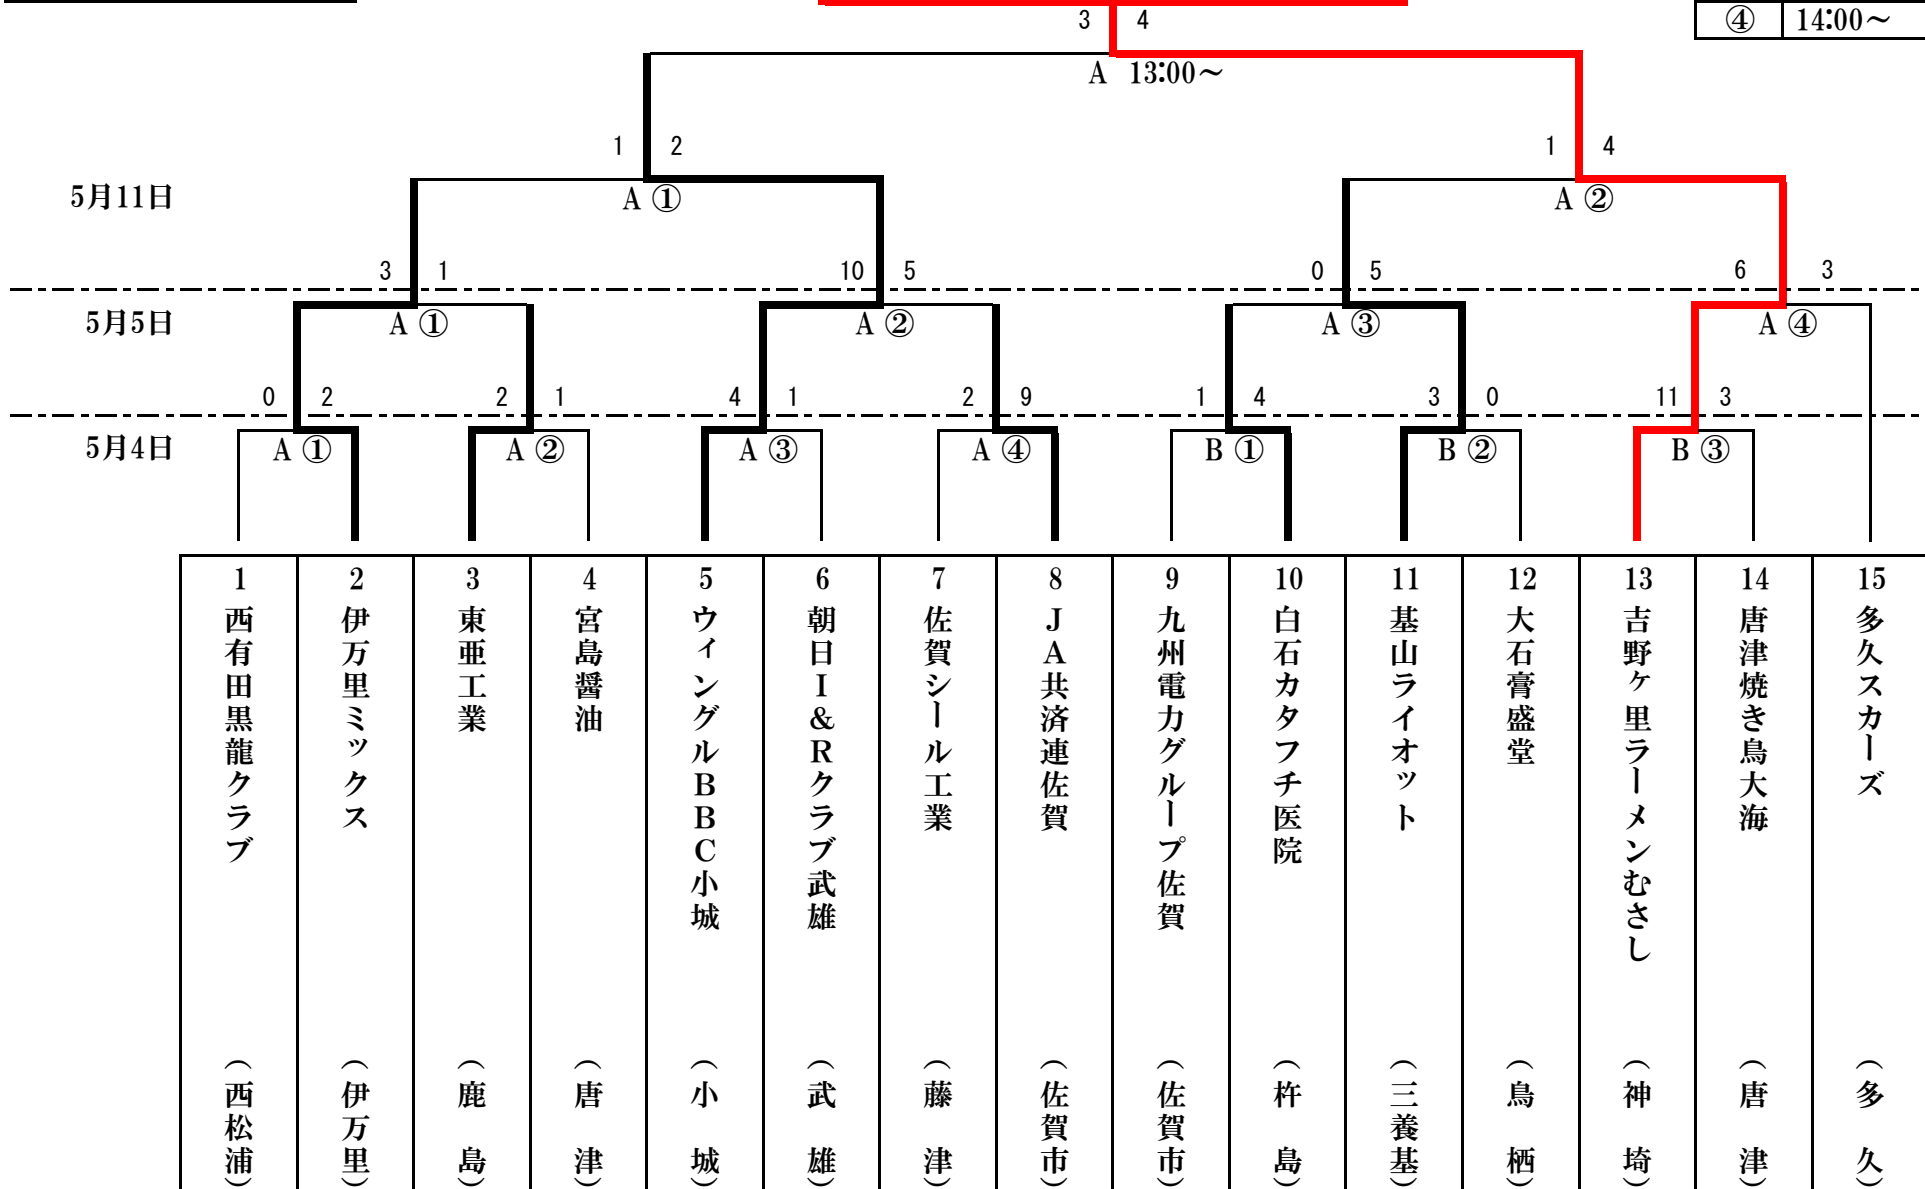 3 4
④ 14:00～
A 13:00～
1 2
1 4
5月11日
A ①
A ②
3 1
10 5
0 5
6 3
5月5日
A ①
A ②
A ③
A ④
0 2
2 1
4 1
2 9
1 4
3 0
11 3
5月4日
A ①
A ②
A ③
A ④
B ①
B ②
B ③
1 西有田黒龍クラブ （西松浦）
2 伊万里ミックス （伊万里）
3 東亜工業 （鹿島）
4 宮島醤油 （唐津）
5 ウィングルBBC小城 （小城）
6 朝日I&Rクラブ武雄 （武雄）
7 佐賀シール工業 （藤津）
8 JA共済連佐賀 （佐賀市）
9 九州電力グループ佐賀 （佐賀市）
10 白石カタフチ医院 （杵島）
11 基山ライオット （三養基）
12 大石膏盛堂 （鳥栖）
13 吉野ケ里ラーメンむさし （神埼）
14 唐津焼き鳥大海 （唐津）
15 多久スカーズ （多久）